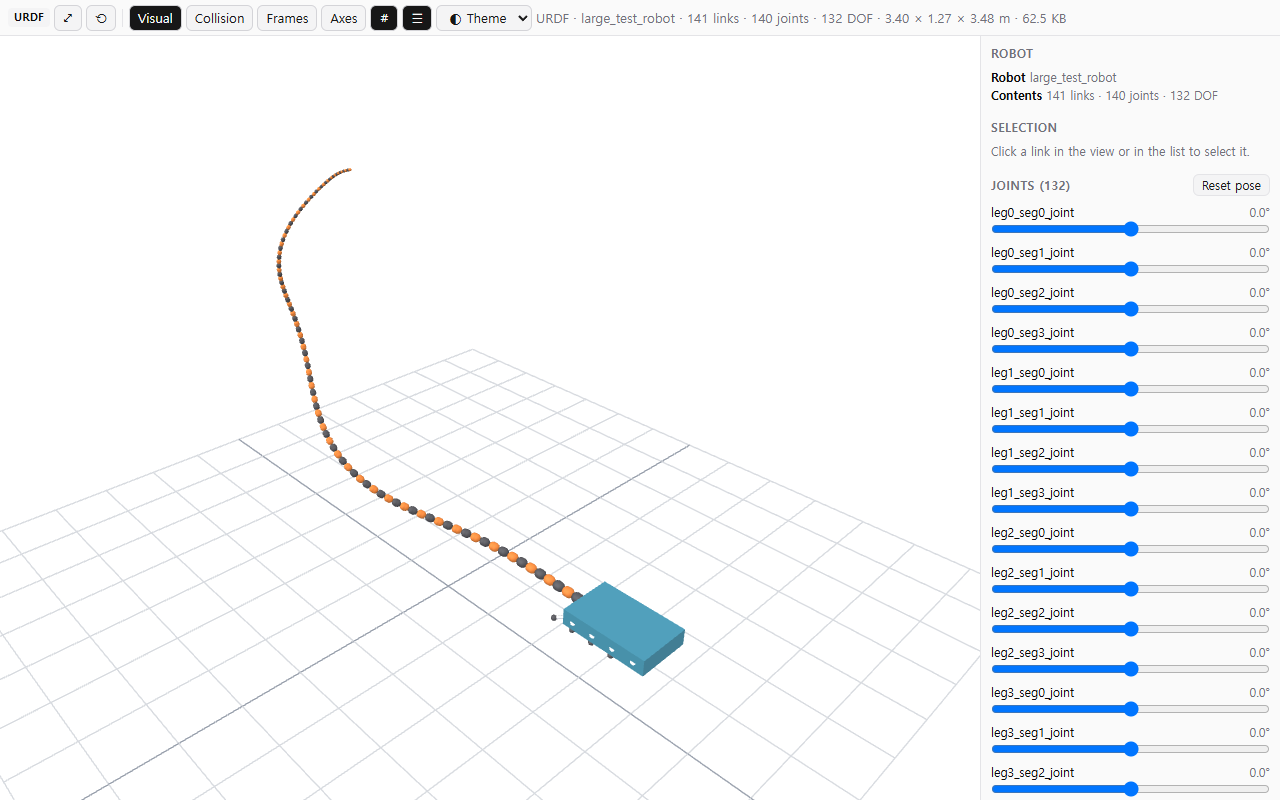 URDF Visual Collision Frames Axes # ☰ ◐ Theme URDF · large_test_robot · 141 links · 140 joints · 132 DOF · 3.40 × 1.27 × 3.48 m · 62.5 KB
ROBOT
Robot large_test_robot
Contents 141 links · 140 joints · 132 DOF
SELECTION
Click a link in the view or in the list to select it.
JOINTS (132) Reset pose
leg0_seg0_joint 0.0°
leg0_seg1_joint 0.0°
leg0_seg2_joint 0.0°
leg0_seg3_joint 0.0°
leg1_seg0_joint 0.0°
leg1_seg1_joint 0.0°
leg1_seg2_joint 0.0°
leg1_seg3_joint 0.0°
leg2_seg0_joint 0.0°
leg2_seg1_joint 0.0°
leg2_seg2_joint 0.0°
leg2_seg3_joint 0.0°
leg3_seg0_joint 0.0°
leg3_seg1_joint 0.0°
leg3_seg2_joint 0.0°